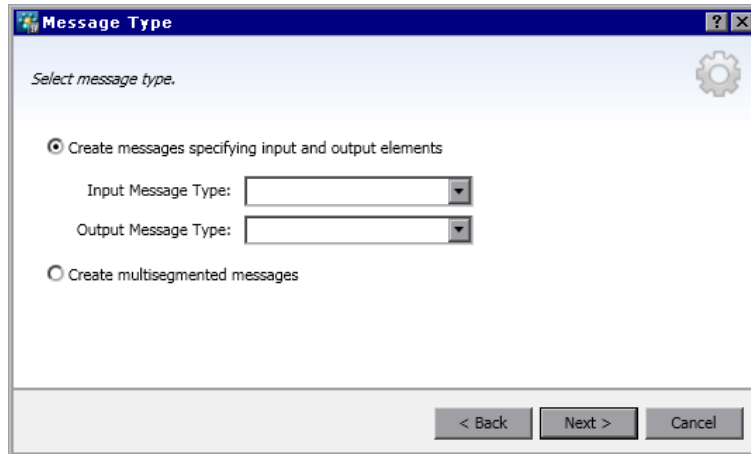 Message Type
? X
Select message type.
Create messages specifying input and output elements
Input Message Type:
Output Message Type:
Create multisegmented messages
< Back Next > Cancel